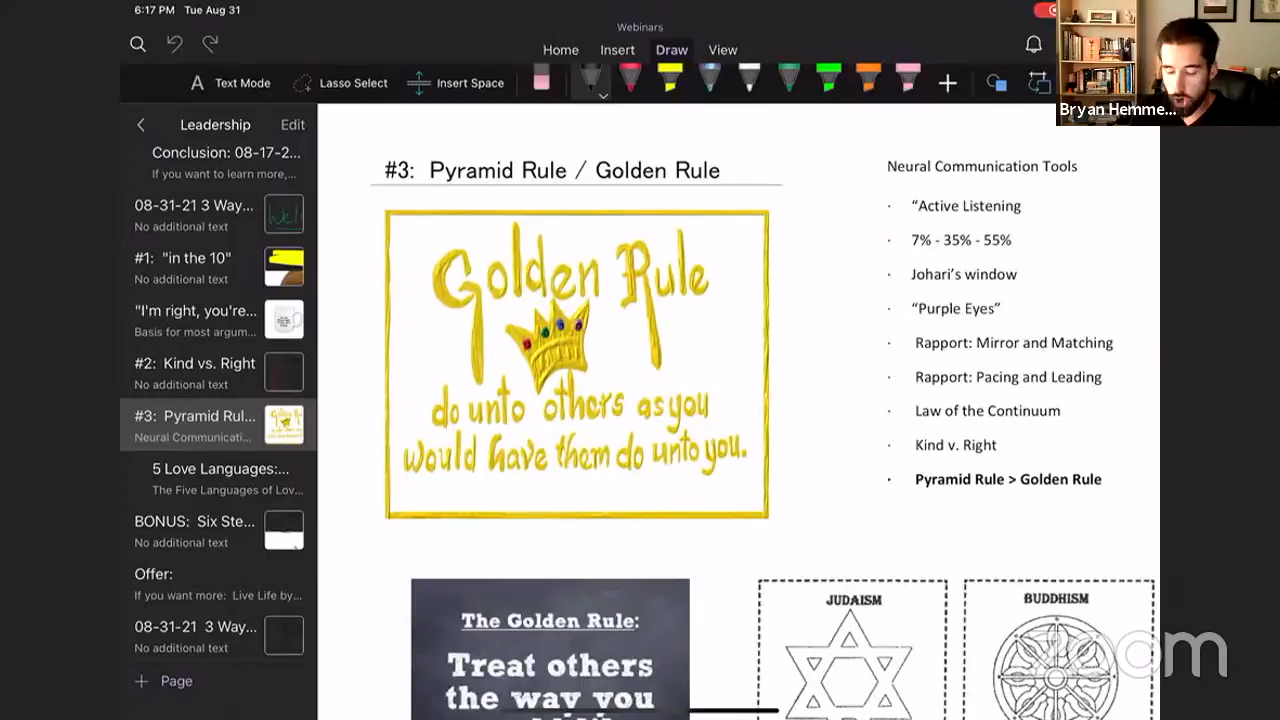 6:17 PM Tue Aug 31
Webinars
Home Insert Draw View
Text Mode Lasso Select Insert Space
Bryan Hemme...
Leadership Edit
Conclusion: 08-17-2...
If you want to learn more,...
08-31-21 3 Way...
No additional text
#1: "in the 10"
No additional text
"I'm right, you're...
Basis for most argum...
#2: Kind vs. Right
No additional text
#3: Pyramid Rul...
Neural Communicati...
5 Love Languages:...
The Five Languages of Lov...
BONUS: Six Ste...
No additional text
Offer:
If you want more: Live Life by...
08-31-21 3 Way...
No additional text
+ Page
#3: Pyramid Rule / Golden Rule
Golden Rule
do unto others as you
would have them do unto you.
Neural Communication Tools
· "Active Listening
· 7% - 35% - 55%
· Johari's window
· "Purple Eyes"
· Rapport: Mirror and Matching
· Rapport: Pacing and Leading
· Law of the Continuum
· Kind v. Right
· Pyramid Rule > Golden Rule
The Golden Rule:
Treat others
the way you
JUDAISM
BUDDHISM
zoom